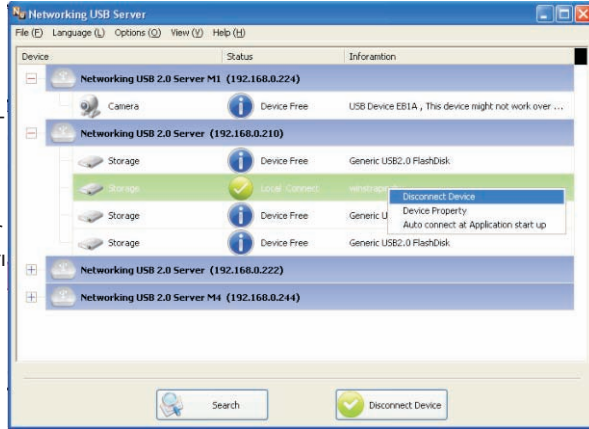 Networking USB Server
File (F) Language (L) Options (O) View (V) Help (H)
Device Status Inforamtion
Networking USB 2.0 Server M1 (192.168.0.224)
Camera Device Free USB Device EB1A , This device might not work over ...
Networking USB 2.0 Server (192.168.0.210)
Storage Device Free Generic USB2.0 FlashDisk
Storage Local Connect
Disconnect Device
Device Property
Storage Device Free Generic U
Auto connect at Application start up
Storage Device Free Generic USB2.0 FlashDisk
Networking USB 2.0 Server (192.168.0.222)
Networking USB 2.0 Server M4 (192.168.0.244)
Search Disconnect Device